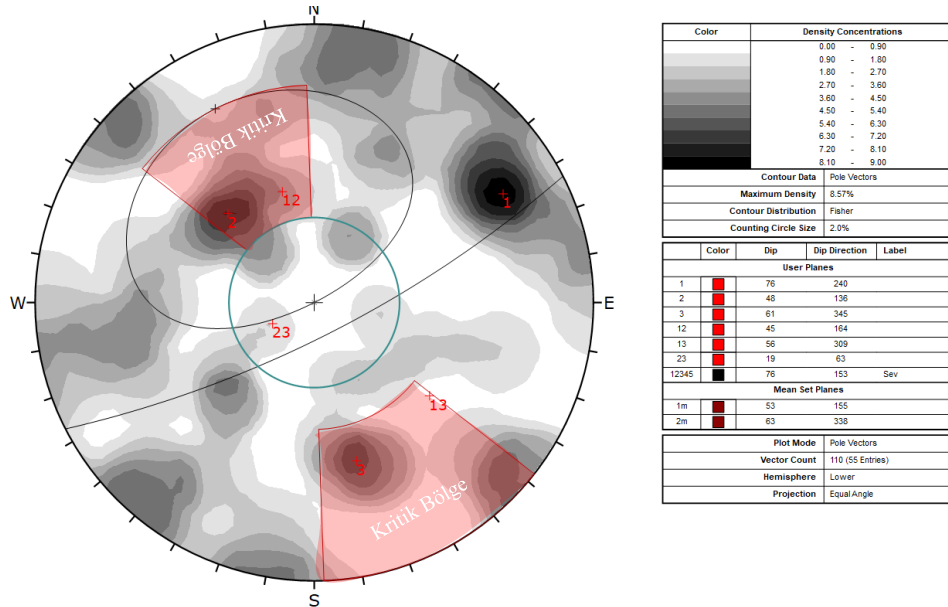 N
Kritik Bölge
12
2
1
W
E
23
13
3
Kritik Bölge
S
Color Density Concentrations
0.00 - 0.90
0.90 - 1.80
1.80 - 2.70
2.70 - 3.60
3.60 - 4.50
4.50 - 5.40
5.40 - 6.30
6.30 - 7.20
7.20 - 8.10
8.10 - 9.00
Contour Data Pole Vectors
Maximum Density 8.57%
Contour Distribution Fisher
Counting Circle Size 2.0%
Color Dip Dip Direction Label
User Planes
1 76 240
2 48 136
3 61 345
12 45 164
13 56 309
23 19 63
12345 76 153 Sev
Mean Set Planes
1m 53 155
2m 63 338
Plot Mode Pole Vectors
Vector Count 110 (55 Entries)
Hemisphere Lower
Projection Equal Angle